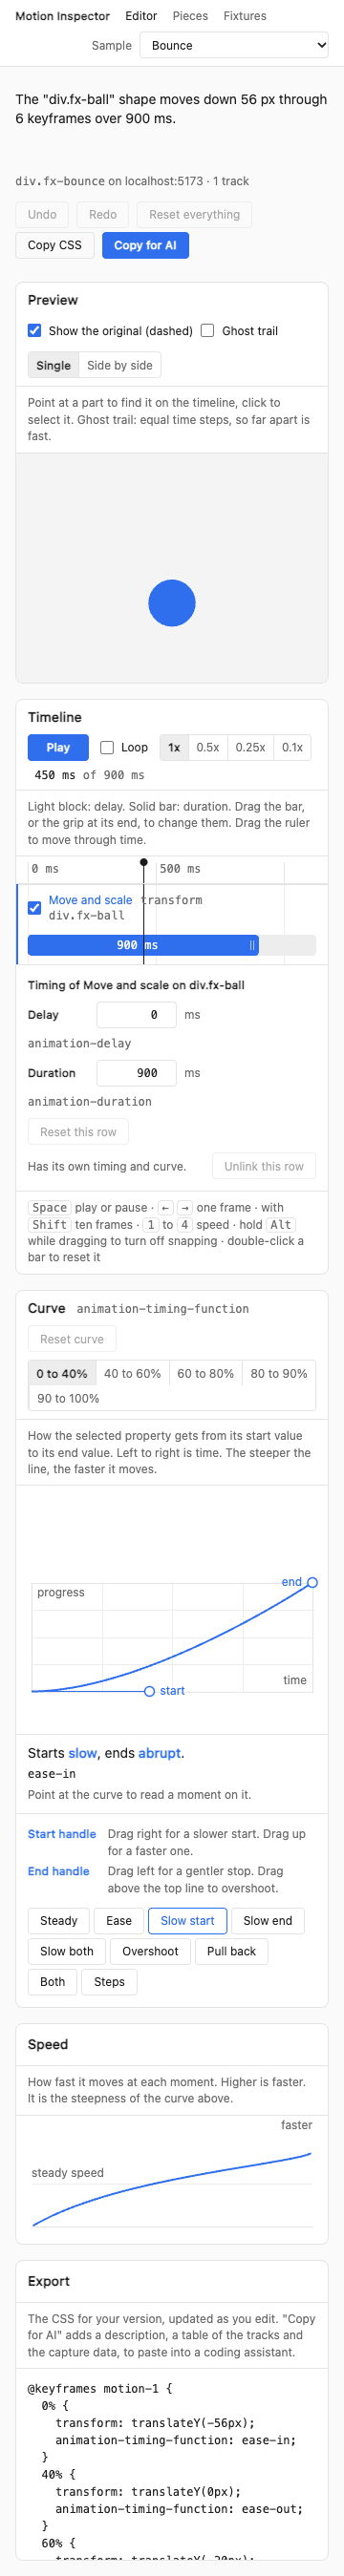 Motion Inspector Editor Pieces Fixtures
Sample Bounce
The "div.fx-ball" shape moves down 56 px through
6 keyframes over 900 ms.
div.fx-bounce on localhost:5173 · 1 track
Undo Redo Reset everything
Copy CSS Copy for AI
Preview
Show the original (dashed) Ghost trail
Single Side by side
Point at a part to find it on the timeline, click to
select it. Ghost trail: equal time steps, so far apart is
fast.
Timeline
Play Loop 1x 0.5x 0.25x 0.1x
450 ms of 900 ms
Light block: delay. Solid bar: duration. Drag the bar,
or the grip at its end, to change them. Drag the ruler
to move through time.
0 ms 500 ms
Move and scale transform
div.fx-ball
900 ms
Timing of Move and scale on div.fx-ball
Delay 0 ms
animation-delay
Duration 900 ms
animation-duration
Reset this row
Has its own timing and curve. Unlink this row
Space play or pause · ← → one frame · with
Shift ten frames · 1 to 4 speed · hold Alt
while dragging to turn off snapping · double-click a
bar to reset it
Curve animation-timing-function
Reset curve
0 to 40% 40 to 60% 60 to 80% 80 to 90%
90 to 100%
How the selected property gets from its start value
to its end value. Left to right is time. The steeper the
line, the faster it moves.
end
progress
time
start
Starts slow, ends abrupt.
ease-in
Point at the curve to read a moment on it.
Start handle Drag right for a slower start. Drag up
for a faster one.
End handle Drag left for a gentler stop. Drag
above the top line to overshoot.
Steady Ease Slow start Slow end
Slow both Overshoot Pull back
Both Steps
Speed
How fast it moves at each moment. Higher is faster.
It is the steepness of the curve above.
faster
steady speed
Export
The CSS for your version, updated as you edit. "Copy
for AI" adds a description, a table of the tracks and
the capture data, to paste into a coding assistant.
@keyframes motion-1 {
0% {
transform: translateY(-56px);
animation-timing-function: ease-in;
}
40% {
transform: translateY(0px);
animation-timing-function: ease-out;
}
60% {